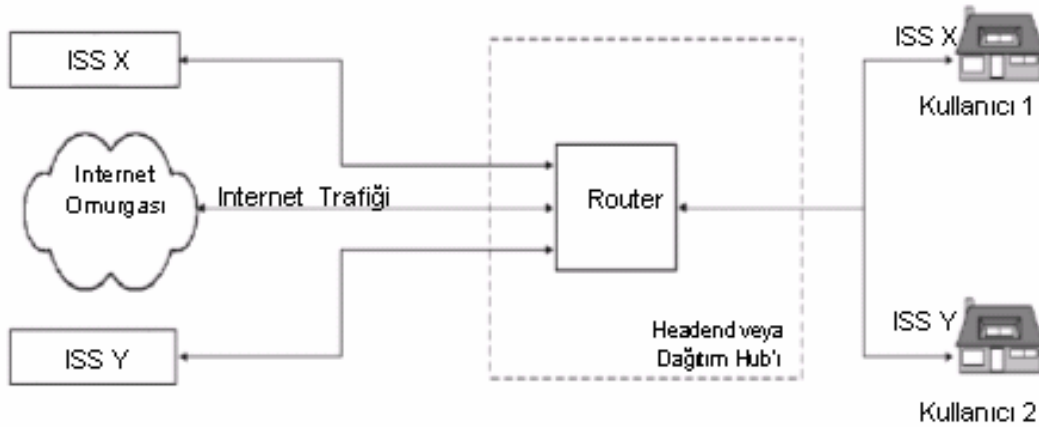 ISS X
Internet
Omurgası
Internet Trafiği
ISS Y
Router
Headend veya
Dağıtım Hub'ı
ISS X
Kullanıcı 1
ISS Y
Kullanıcı 2